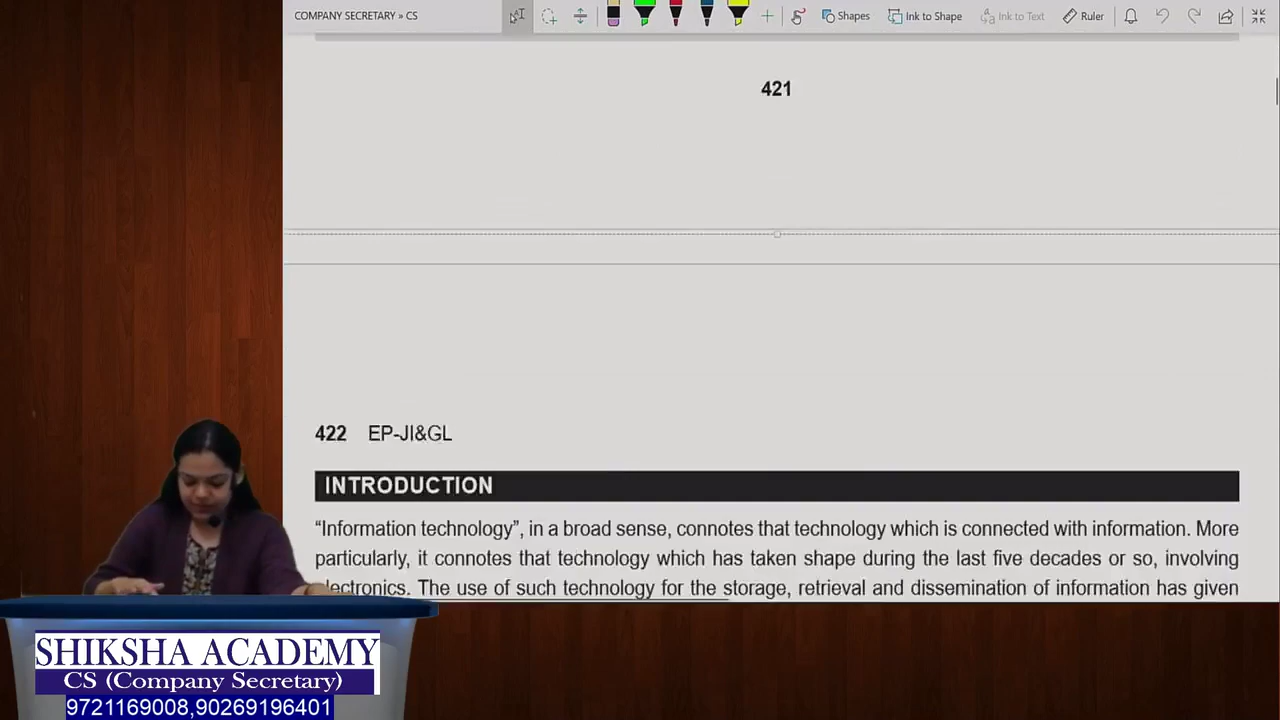 COMPANY SECRETARY » CS
Shapes
Ink to Shape
Ink to Text
Ruler
421
422 EP-JI&GL
INTRODUCTION
“Information technology”, in a broad sense, connotes that technology which is connected with information. More
particularly, it connotes that technology which has taken shape during the last five decades or so, involving
electronics. The use of such technology for the storage, retrieval and dissemination of information has given
SHIKSHA ACADEMY
CS (Company Secretary)
9721169008,90269196401